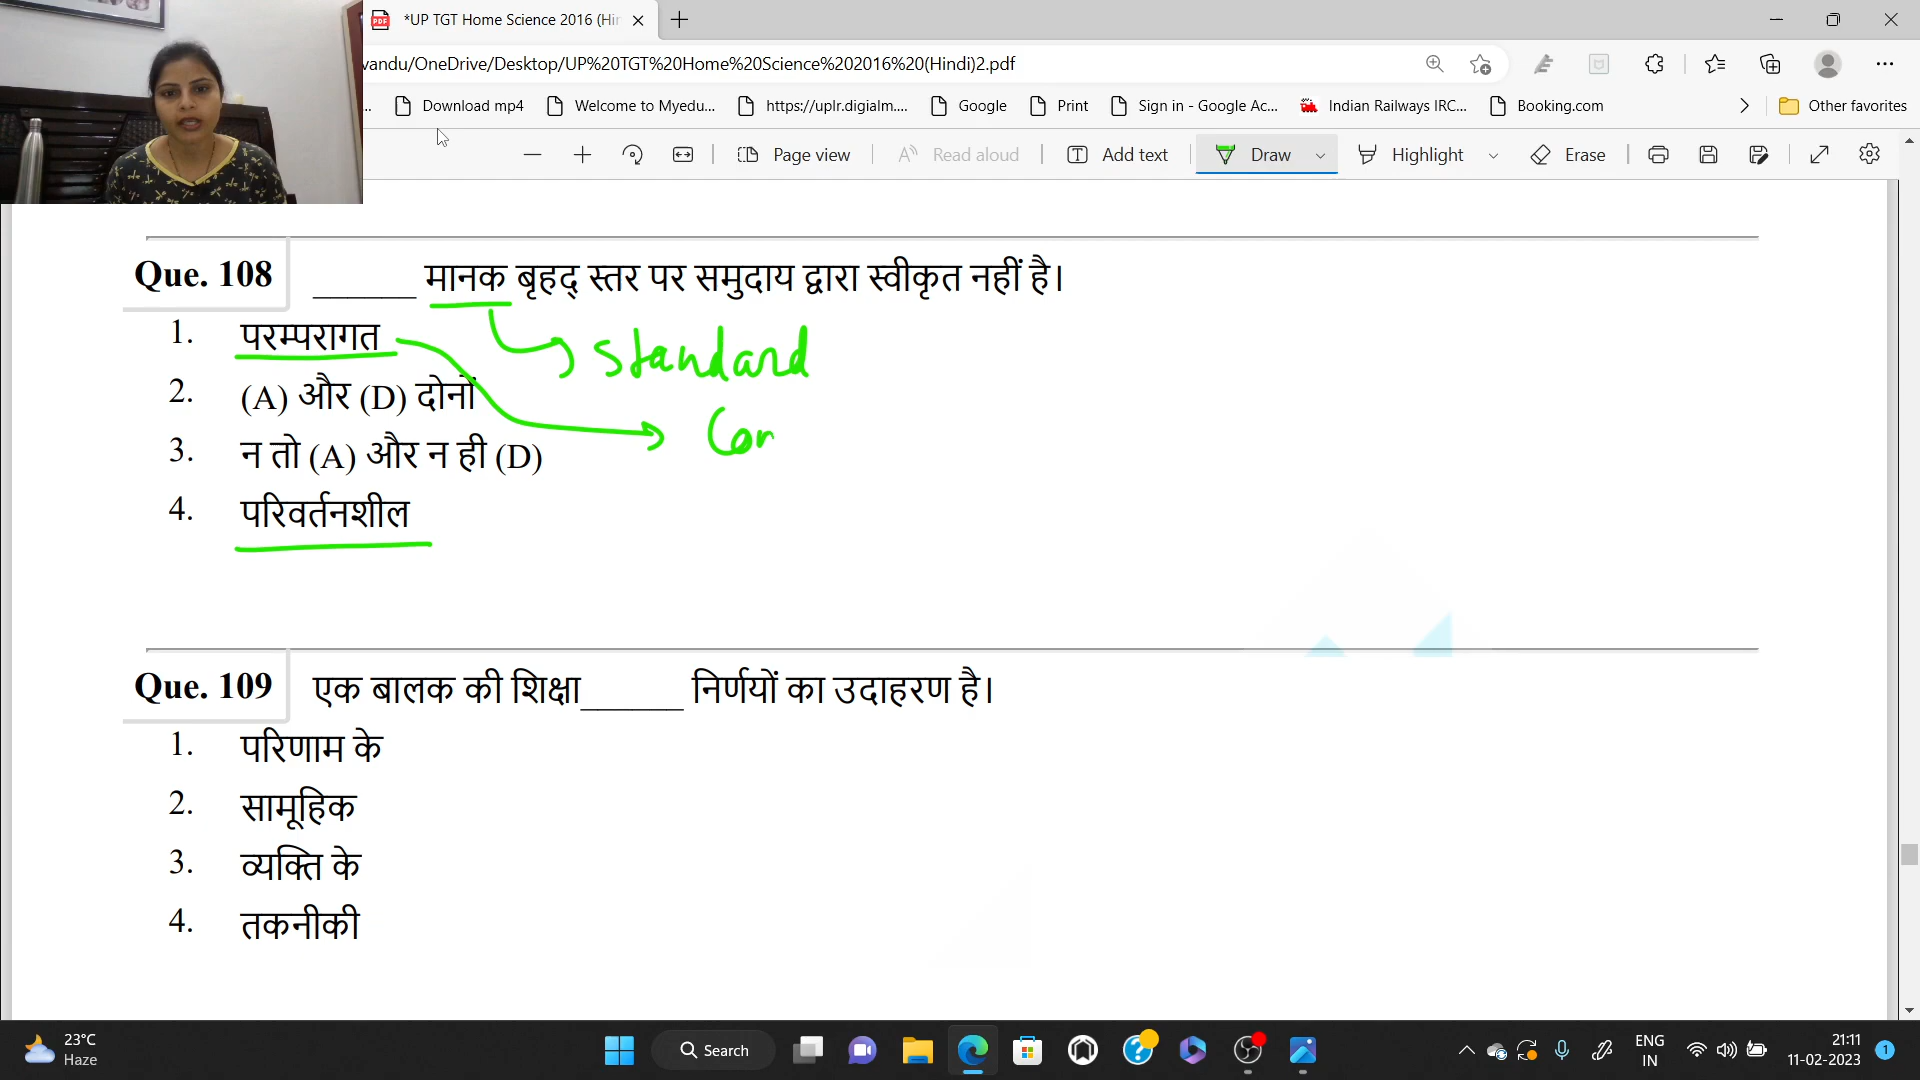 *UP TGT Home Science 2016 (Hi
vandu/OneDrive/Desktop/UP%20TGT%20Home%20Science%202016%20(Hindi)2.pdf
... Download mp4 Welcome to Myedu... https://uplr.digialm.... Google Print Sign in - Google Ac... Indian Railways IRC... Booking.com Other favorites
Page view Read aloud Add text Draw Highlight Erase
Que. 108 ______ मानक बृहद् स्तर पर समुदाय द्वारा स्वीकृत नहीं है।
1. परम्परागत
standard
2. (A) और (D) दोनों
Con
3. न तो (A) और न ही (D)
4. परिवर्तनशील
Que. 109 एक बालक की शिक्षा______ निर्णयों का उदाहरण है।
1. परिणाम के
2. सामूहिक
3. व्यक्ति के
4. तकनीकी
23°C
Haze
Search
ENG
IN
21:11
11-02-2023
1